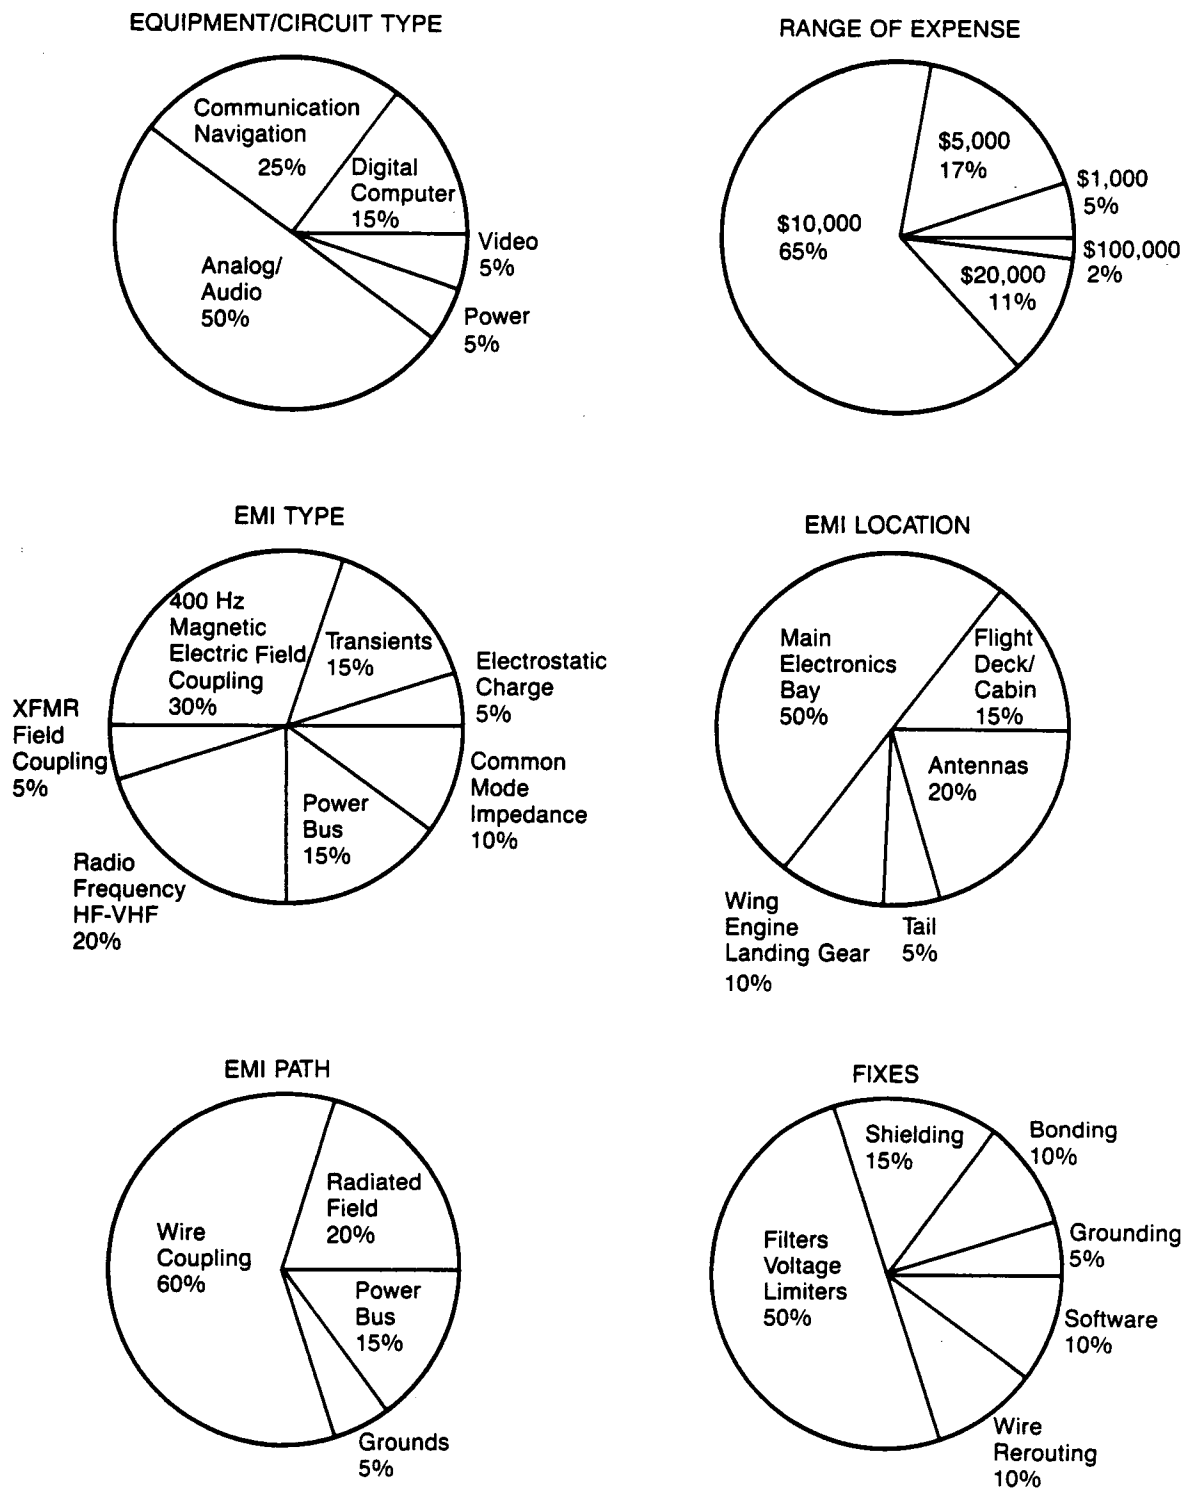 EQUIPMENT/CIRCUIT TYPE
Communication
Navigation
25%
Digital
Computer
15%
Video
5%
Power
5%
Analog/
Audio
50%
RANGE OF EXPENSE
$5,000
17%
$1,000
5%
$100,000
2%
$20,000
11%
$10,000
65%
EMI TYPE
400 Hz
Magnetic
Electric Field
Coupling
30%
Transients
15%
Electrostatic
Charge
5%
Common
Mode
Impedance
10%
Power
Bus
15%
Radio
Frequency
HF-VHF
20%
XFMR
Field
Coupling
5%
EMI LOCATION
Main
Electronics
Bay
50%
Flight
Deck/
Cabin
15%
Antennas
20%
Tail
5%
Wing
Engine
Landing Gear
10%
EMI PATH
Wire
Coupling
60%
Radiated
Field
20%
Power
Bus
15%
Grounds
5%
FIXES
Shielding
15%
Bonding
10%
Grounding
5%
Software
10%
Wire
Rerouting
10%
Filters
Voltage
Limiters
50%